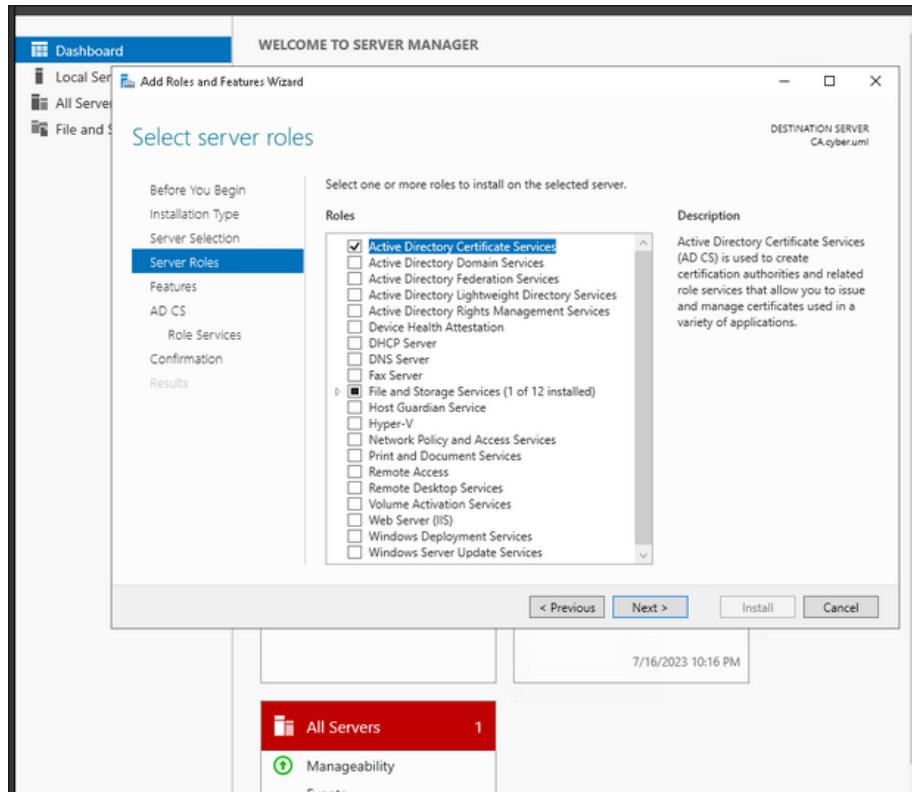 Dashboard
WELCOME TO SERVER MANAGER
Local Ser
All Server
File and S
Add Roles and Features Wizard
Select server roles
DESTINATION SERVER
CA.cyber.uml
Before You Begin
Installation Type
Server Selection
Server Roles
Features
AD CS
Role Services
Confirmation
Results
Select one or more roles to install on the selected server.
Roles
Active Directory Certificate Services
Active Directory Domain Services
Active Directory Federation Services
Active Directory Lightweight Directory Services
Active Directory Rights Management Services
Device Health Attestation
DHCP Server
DNS Server
Fax Server
File and Storage Services (1 of 12 installed)
Host Guardian Service
Hyper-V
Network Policy and Access Services
Print and Document Services
Remote Access
Remote Desktop Services
Volume Activation Services
Web Server (IIS)
Windows Deployment Services
Windows Server Update Services
Description
Active Directory Certificate Services
(AD CS) is used to create
certification authorities and related
role services that allow you to issue
and manage certificates used in a
variety of applications.
< Previous
Next >
Install
Cancel
7/16/2023 10:16 PM
All Servers
1
Manageability